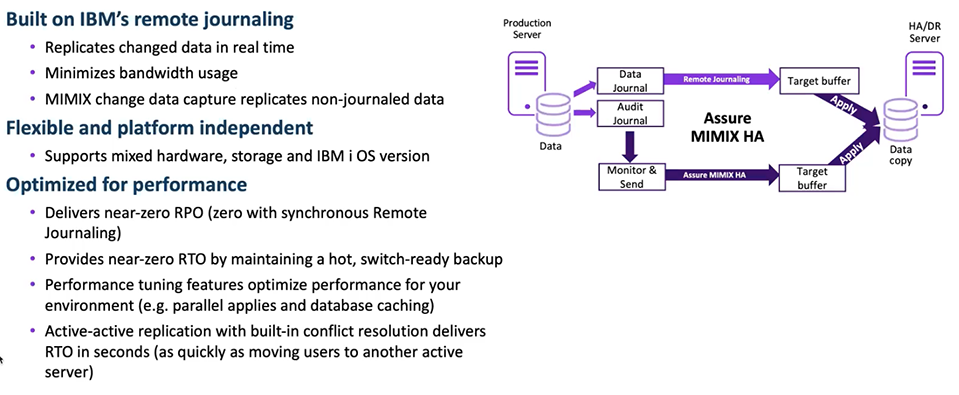 Built on IBM's remote journaling
• Replicates changed data in real time
• Minimizes bandwidth usage
• MIMIX change data capture replicates non-journaled data
Flexible and platform independent
• Supports mixed hardware, storage and IBM i OS version
Optimized for performance
• Delivers near-zero RPO (zero with synchronous Remote
Journaling)
• Provides near-zero RTO by maintaining a hot, switch-ready backup
• Performance tuning features optimize performance for your
environment (e.g. parallel applies and database caching)
• Active-active replication with built-in conflict resolution delivers
RTO in seconds (as quickly as moving users to another active
server)
Production
Server
HA/DR
Server
Data
Journal
Remote Journaling
Target buffer
Audit
Journal
Apply
Assure
MIMIX HA
Data
Data
copy
Apply
Monitor &
Send
Assure MIMIX HA
Target
buffer